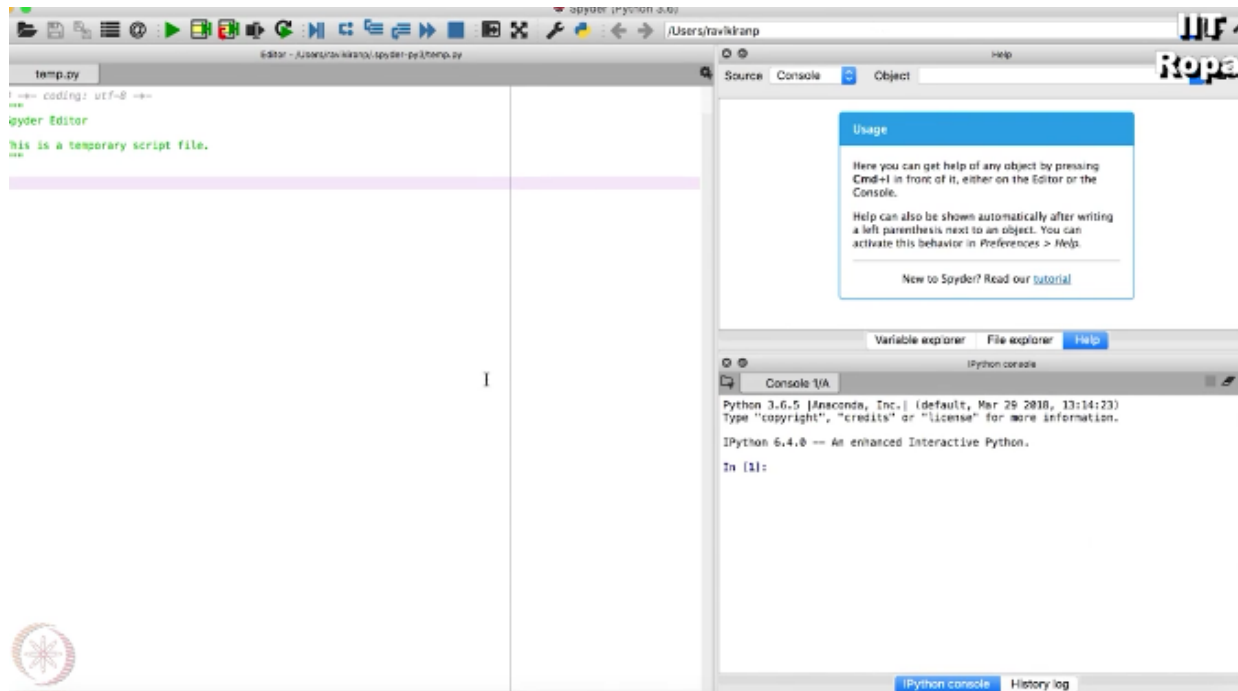 Spyder (Python 3.6)
/Users/ravikiranp
Editor - /Users/ravikiranp/.spyder-py3/temp.py
temp.py
-*- coding: utf-8 -*-
"""
pyder Editor
his is a temporary script file.
"""
Help
Source Console Object
Ropa
Usage
Here you can get help of any object by pressing
Cmd+I in front of it, either on the Editor or the
Console.
Help can also be shown automatically after writing
a left parenthesis next to an object. You can
activate this behavior in Preferences > Help.
New to Spyder? Read our tutorial
Variable explorer File explorer Help
IPython console
Console 1/A
Python 3.6.5 |Anaconda, Inc.| (default, Mar 29 2018, 13:14:23)
Type "copyright", "credits" or "license" for more information.
IPython 6.4.0 -- An enhanced Interactive Python.
In [1]:
IPython console History log